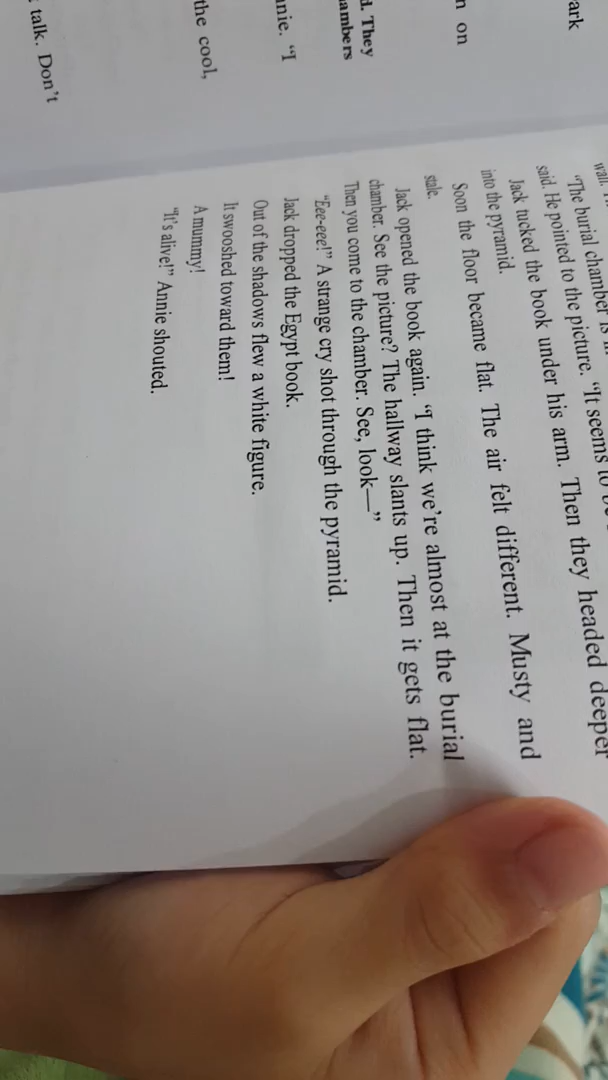 ark
n on
d. They
ambers
nnie. "I
the cool,
talk. Don't
wall.
"The burial chamber is
said. He pointed to the picture. "It seems to be
Jack tucked the book under his arm. Then they headed deeper
into the pyramid.
Soon the floor became flat. The air felt different. Musty and
stale.
Jack opened the book again. "I think we're almost at the burial
chamber. See the picture? The hallway slants up. Then it gets flat.
Then you come to the chamber. See, look—"
"Eee-eee!" A strange cry shot through the pyramid.
Jack dropped the Egypt book.
Out of the shadows flew a white figure.
It swooshed toward them!
A mummy!
"It's alive!" Annie shouted.